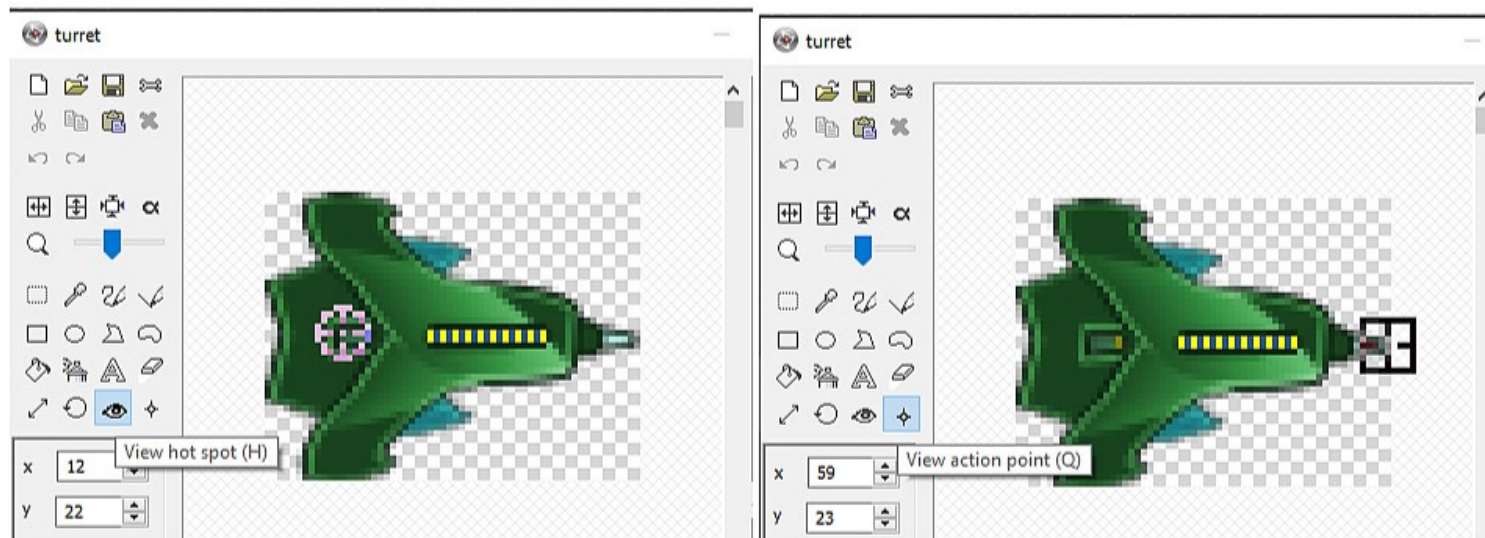 turret
x 12
View hot spot (H)
y 22
turret
x 59
View action point (Q)
y 23